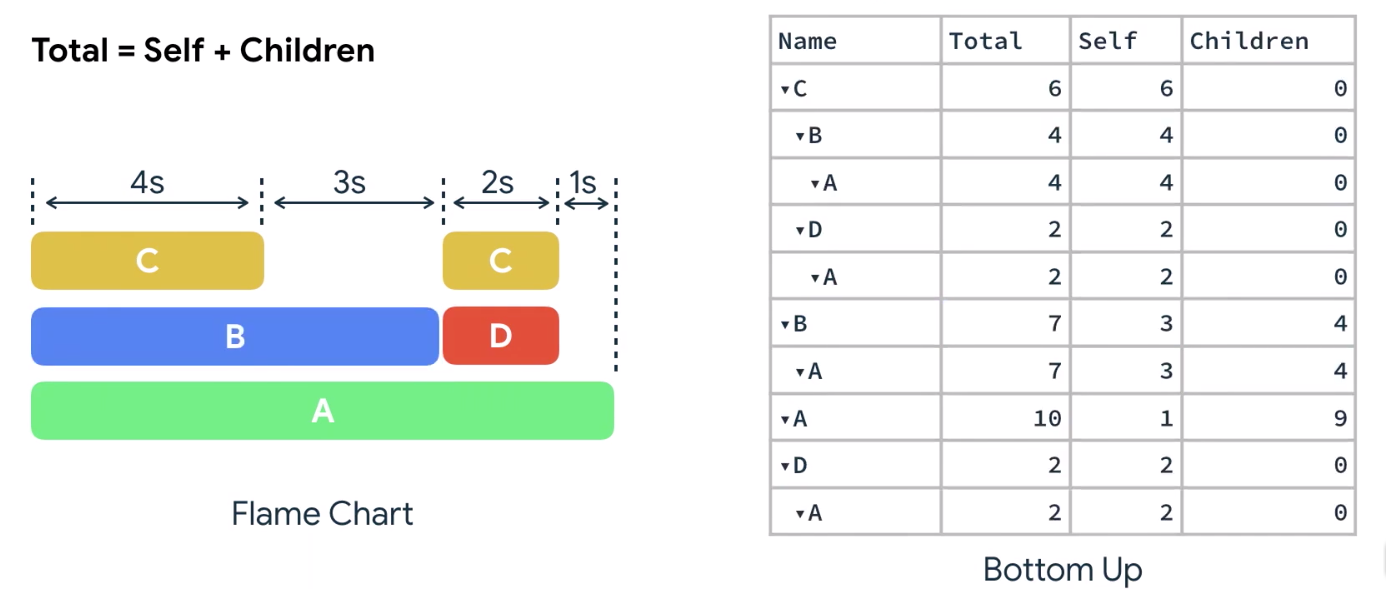 Total = Self + Children
4s 3s 2s 1s
C C
B D
A
Flame Chart
Name Total Self Children
▾C 6 6 0
▾B 4 4 0
▾A 4 4 0
▾D 2 2 0
▾A 2 2 0
▾B 7 3 4
▾A 7 3 4
▾A 10 1 9
▾D 2 2 0
▾A 2 2 0
Bottom Up